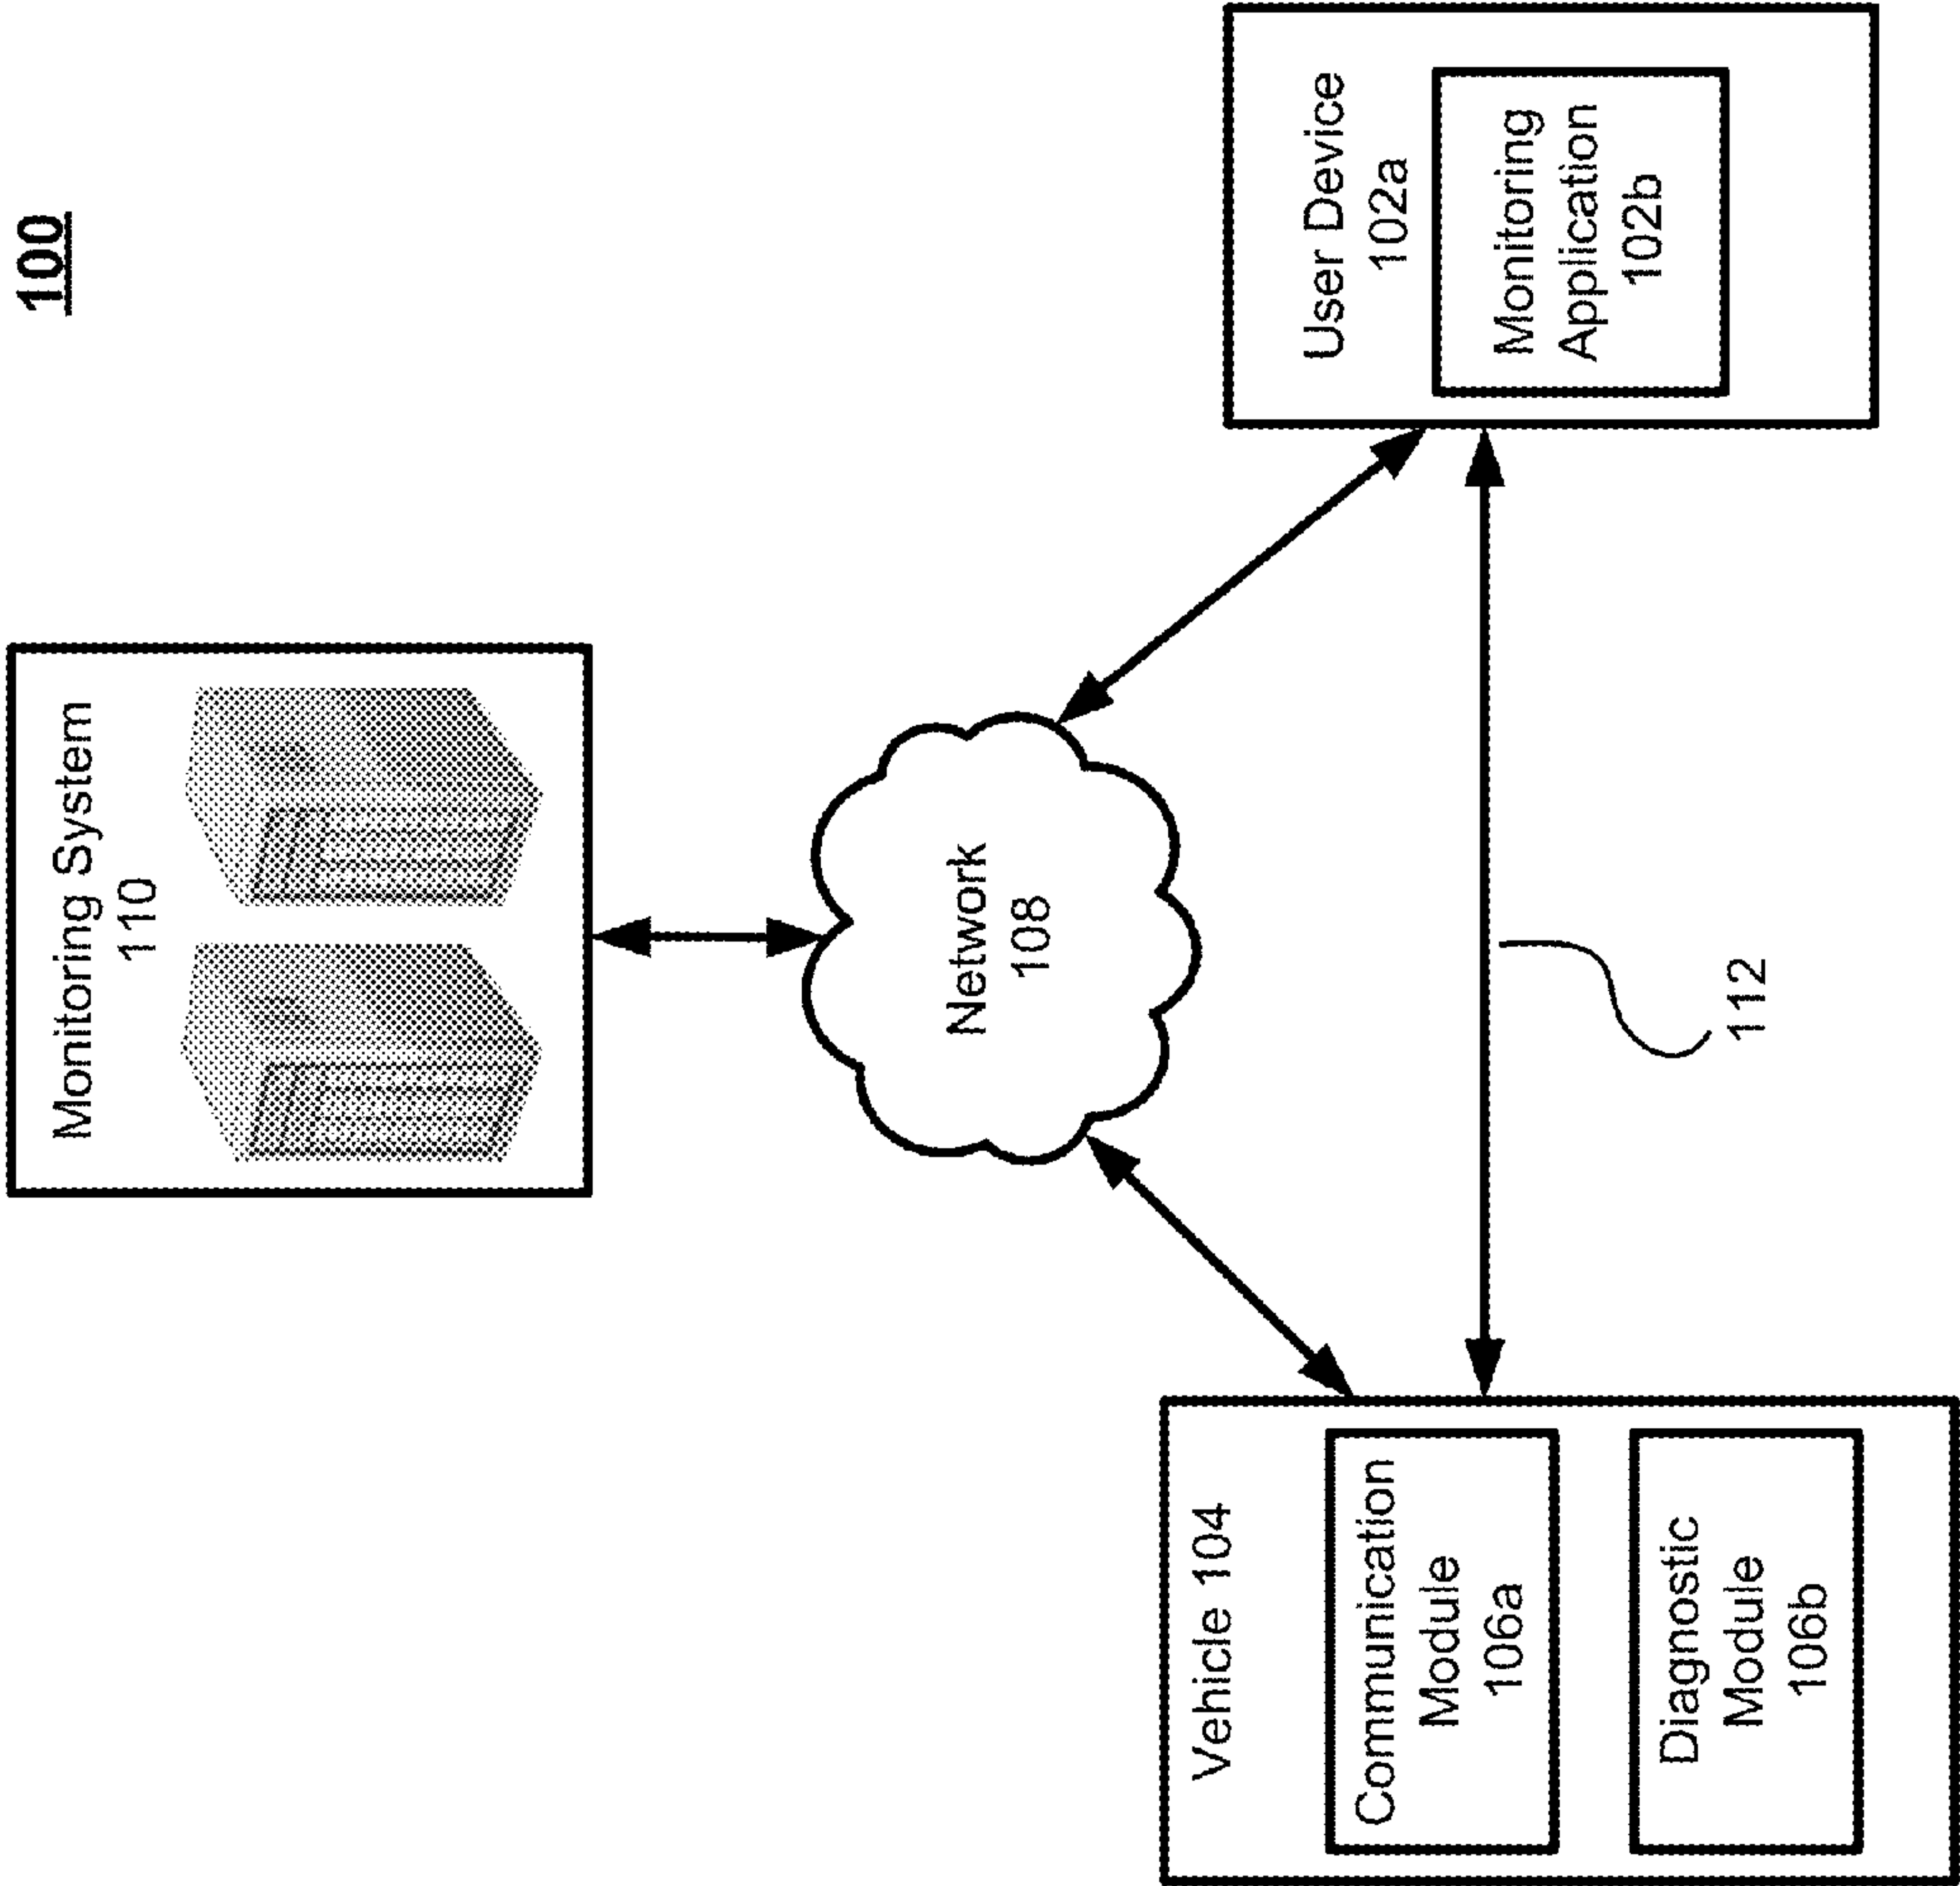 100
Monitoring System
110
Network
108
Vehicle 104
Communication
Module
106a
Diagnostic
Module
106b
112
User Device
102a
Monitoring
Application
102b